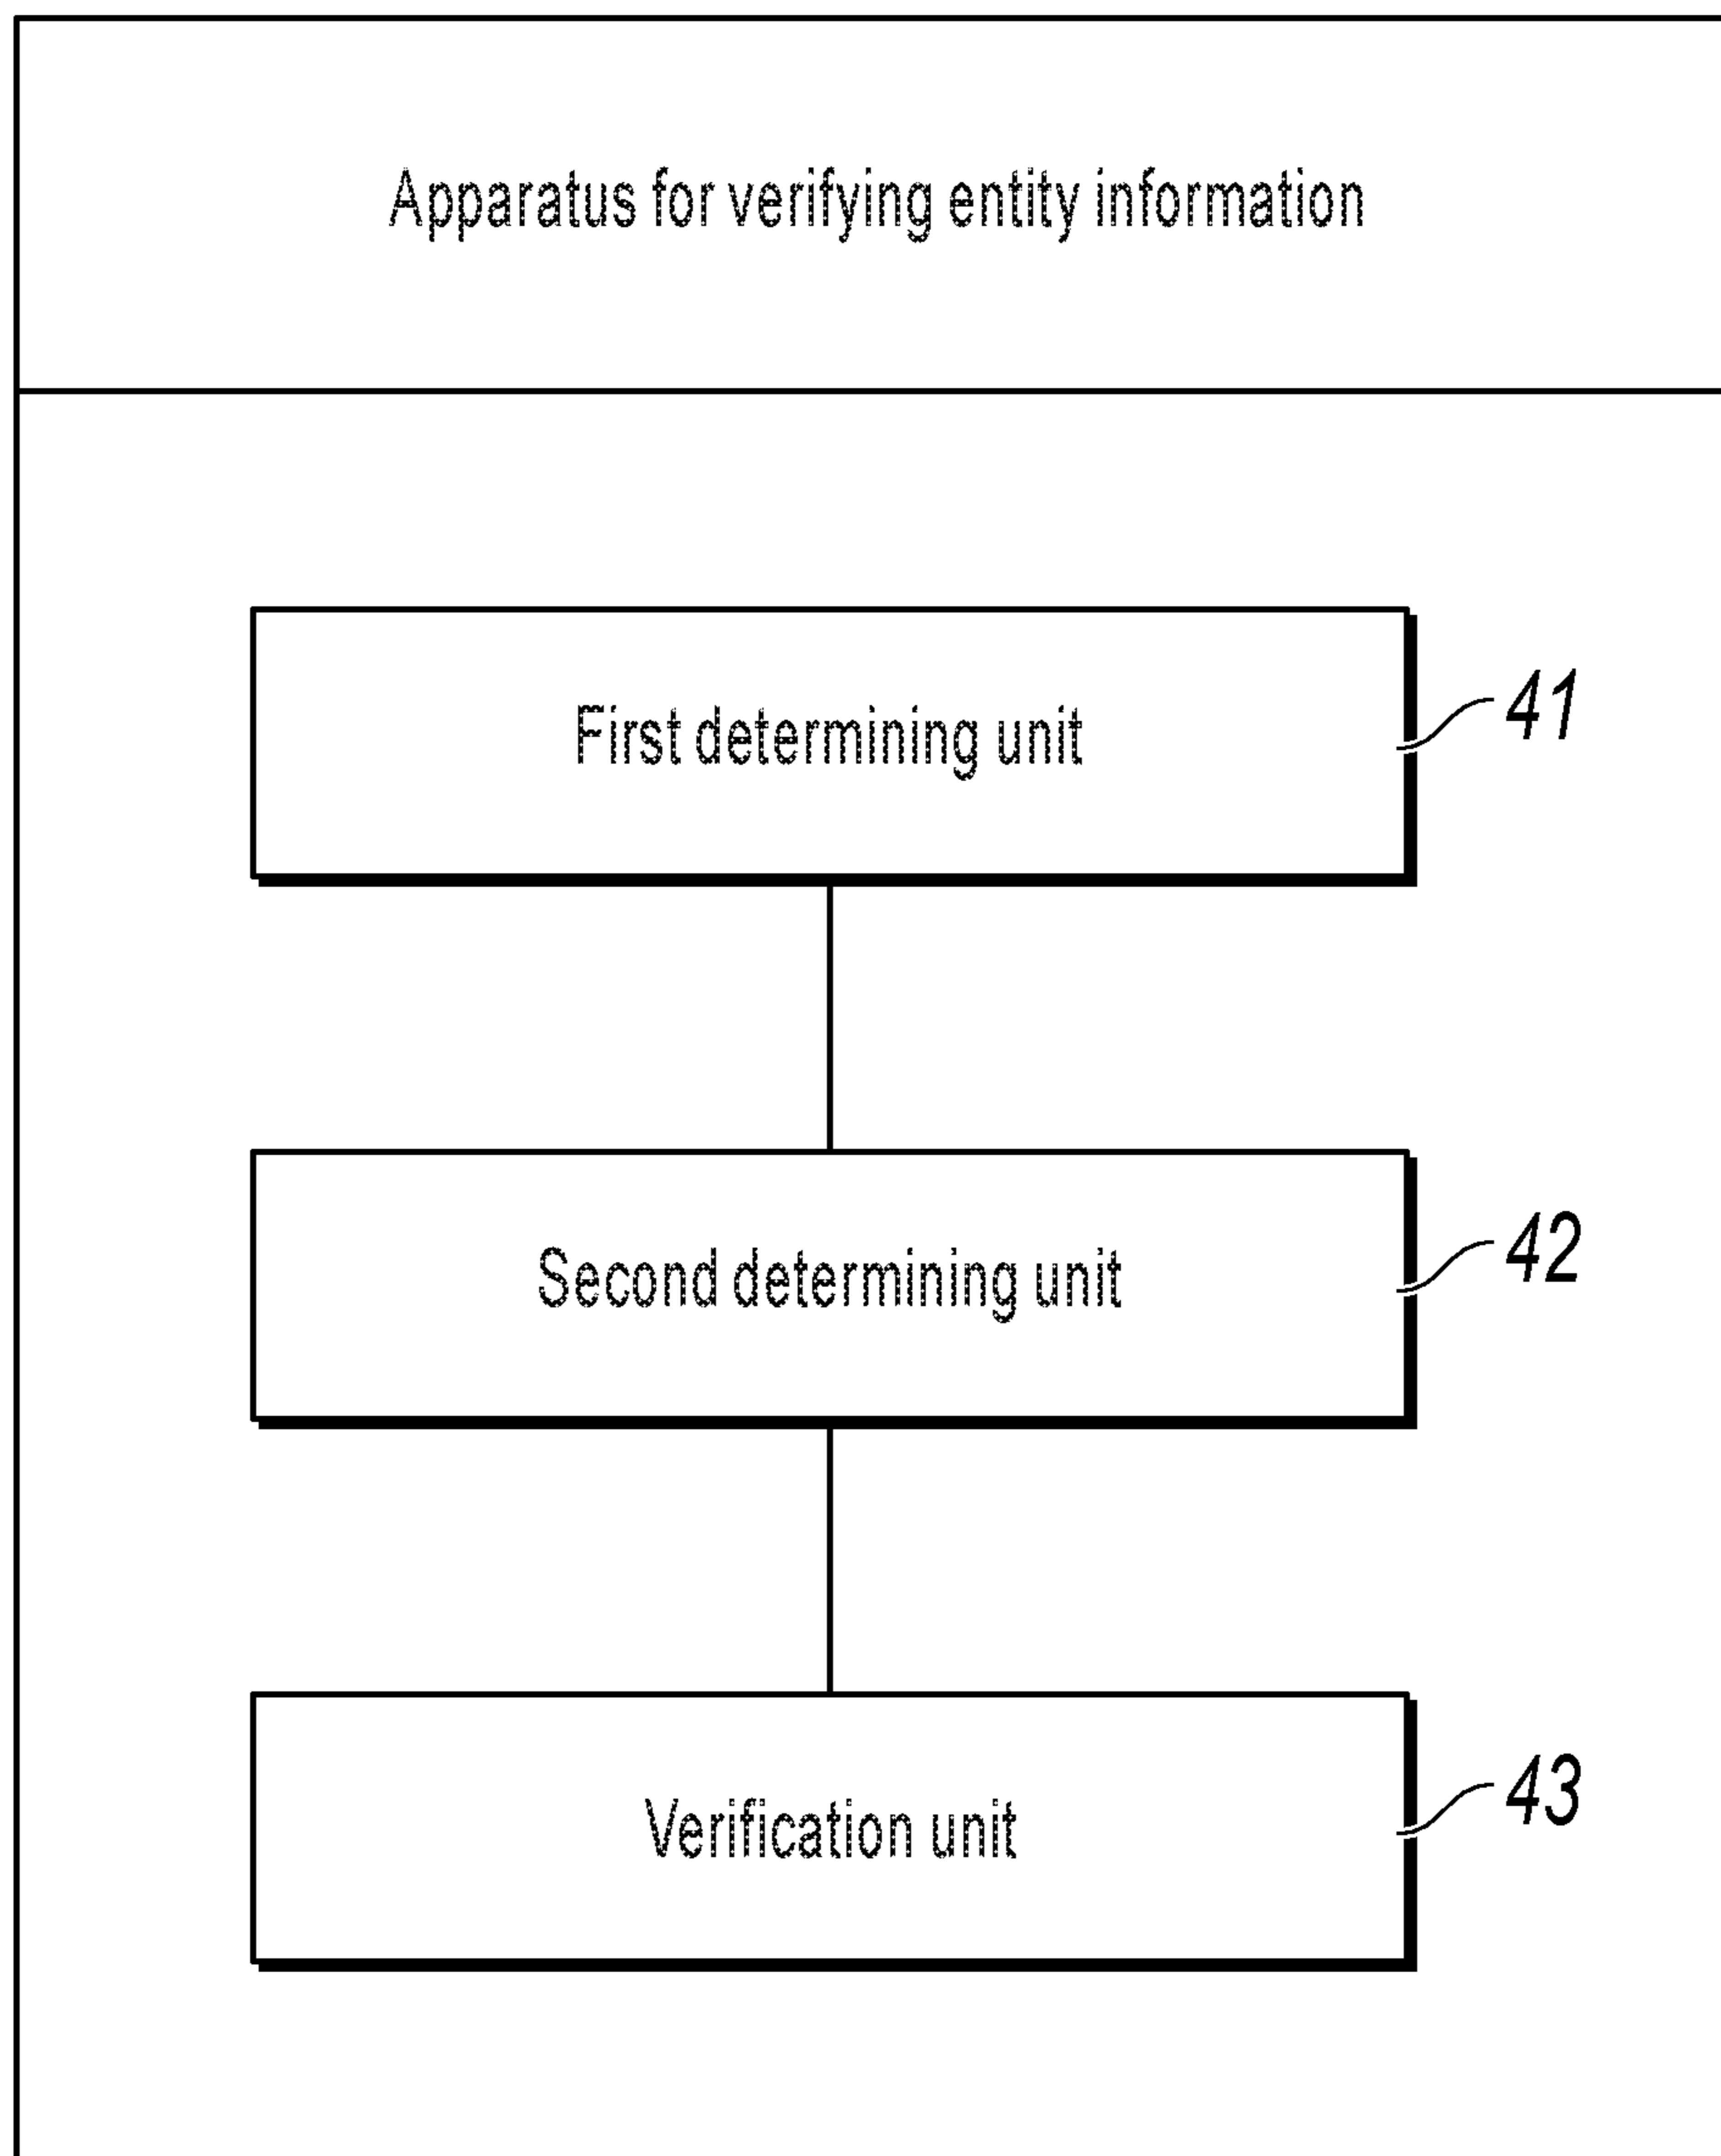 Apparatus for verifying entity information
First determining unit
41
Second determining unit
42
Verification unit
43